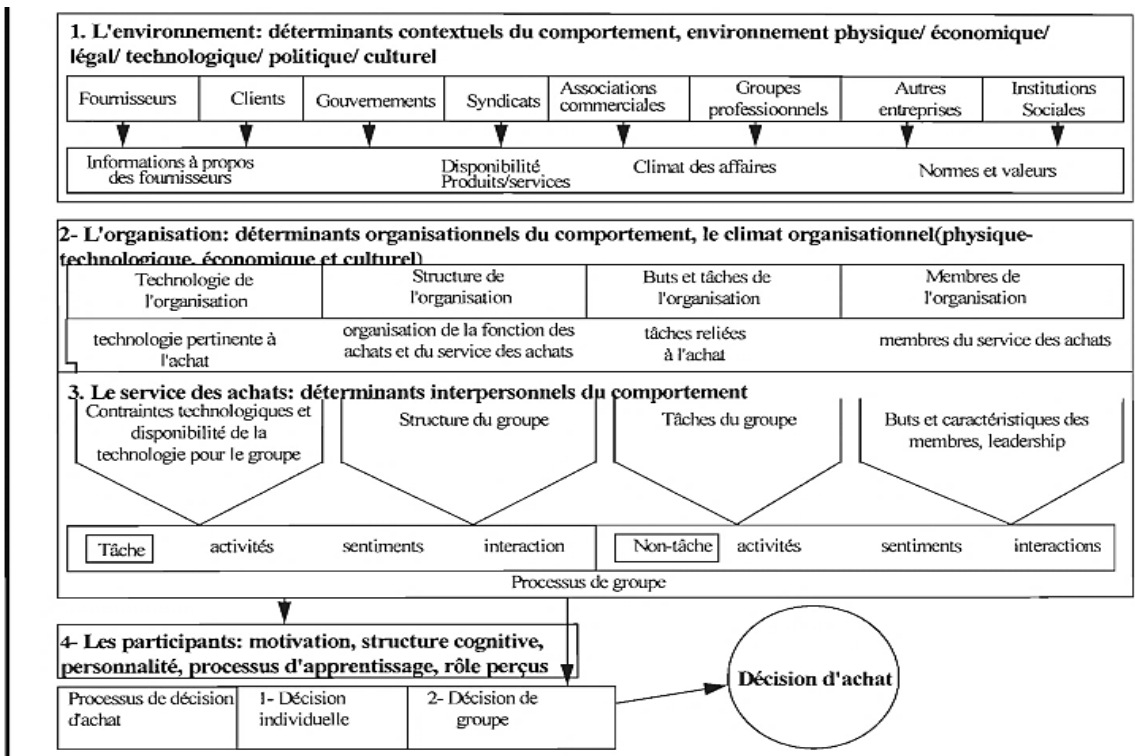 1. L'environnement: déterminants contextuels du comportement, environnement physique/ économique/
légal/ technologique/ politique/ culturel
Fournisseurs
Clients
Gouvernements
Syndicats
Associations
commerciales
Groupes
professioonnels
Autres
entreprises
Institutions
Sociales
Informations à propos
des fournisseurs
Disponibilité
Produits/services
Climat des affaires
Normes et valeurs
2- L'organisation: déterminants organisationnels du comportement, le climat organisationnel(physique-
technologique, économique et culturel)
Technologie de
l'organisation
Structure de
l'organisation
Buts et tâches de
l'organisation
Membres de
l'organisation
technologie pertinente à
l'achat
organisation de la fonction des
achats et du service des achats
tâches reliées
à l'achat
membres du service des achats
3. Le service des achats: déterminants interpersonnels du comportement
Contraintes technologiques et
disponibilité de la
technologie pour le groupe
Structure du groupe
Tâches du groupe
Buts et caractéristiques des
membres, leadership
Tâche
activités
sentiments
interaction
Non-tâche
activités
sentiments
interactions
Processus de groupe
4- Les participants: motivation, structure cognitive,
personnalité, processus d'apprentissage, rôle perçus
Processus de décision
d'achat
1- Décision
individuelle
2- Décision de
groupe
Décision d'achat